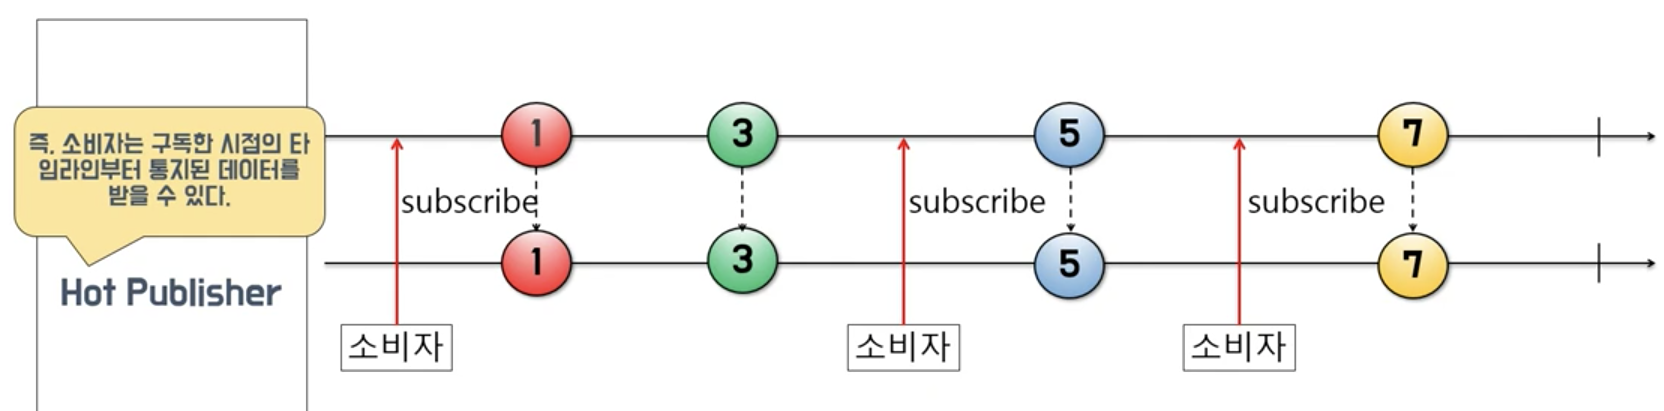 즉, 소비자는 구독한 시점의 타
임라인부터 통지된 데이터를
받을 수 있다.
Hot Publisher
1 3 5 7
subscribe subscribe subscribe
1 3 5 7
소비자 소비자 소비자